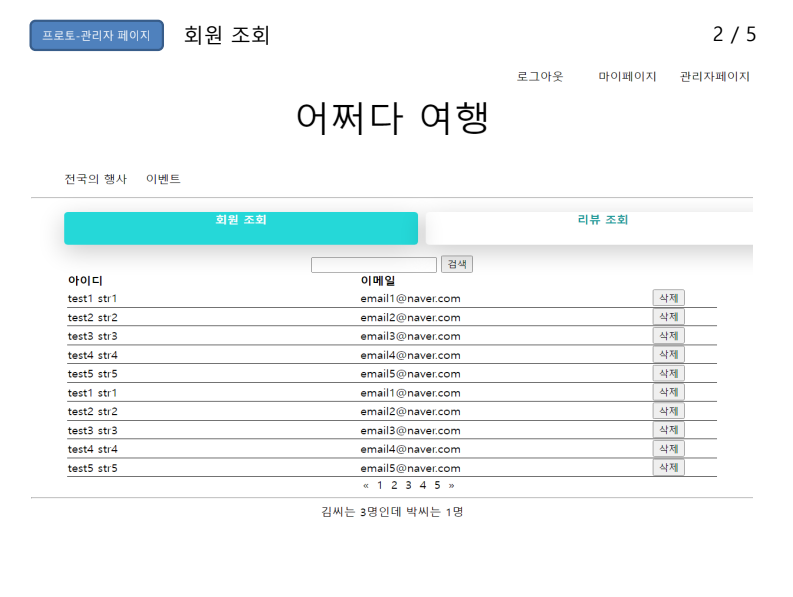 프로토-관리자 페이지 회원 조회 2 / 5
로그아웃 마이페이지 관리자페이지
어쩌다 여행
전국의 행사 이벤트
회원 조회 리뷰 조회
검색
아이디 이메일
test1 str1 email1@naver.com 삭제
test2 str2 email2@naver.com 삭제
test3 str3 email3@naver.com 삭제
test4 str4 email4@naver.com 삭제
test5 str5 email5@naver.com 삭제
test1 str1 email1@naver.com 삭제
test2 str2 email2@naver.com 삭제
test3 str3 email3@naver.com 삭제
test4 str4 email4@naver.com 삭제
test5 str5 email5@naver.com 삭제
« 1 2 3 4 5 »
김씨는 3명인데 박씨는 1명